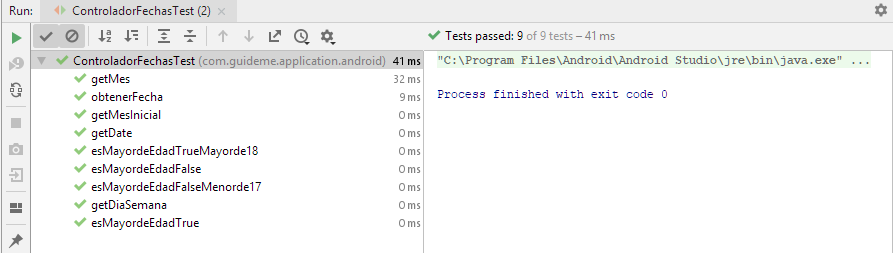 Run: ControladorFechasTest (2) ×
Tests passed: 9 of 9 tests – 41 ms
ControladorFechasTest (com.guideme.application.android) 41 ms
getMes 32 ms
obtenerFecha 9 ms
getMesInicial 0 ms
getDate 0 ms
esMayordeEdadTrueMayorde18 0 ms
esMayordeEdadFalse 0 ms
esMayordeEdadFalseMenorde17 0 ms
getDiaSemana 0 ms
esMayordeEdadTrue 0 ms
"C:\Program Files\Android\Android Studio\jre\bin\java.exe" ...
Process finished with exit code 0